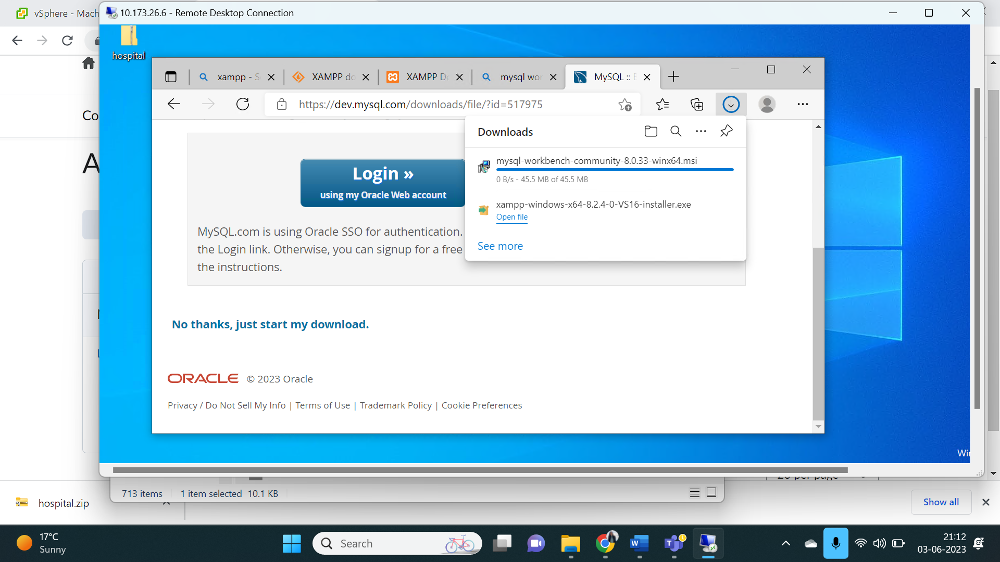 vSphere - Mach
10.173.26.6 - Remote Desktop Connection
hospital
xampp - S
XAMPP do
XAMPP D
mysql wor
MySQL ::
https://dev.mysql.com/downloads/file/?id=517975
Co
A
Downloads
mysql-workbench-community-8.0.33-winx64.msi
0 B/s - 45.5 MB of 45.5 MB
xampp-windows-x64-8.2.4-0-VS16-installer.exe
Open file
See more
Login »
using my Oracle Web account
MySQL.com is using Oracle SSO for authentication.
the Login link. Otherwise, you can signup for a free
the instructions.
No thanks, just start my download.
ORACLE © 2023 Oracle
Privacy / Do Not Sell My Info | Terms of Use | Trademark Policy | Cookie Preferences
Wi
per page
713 items 1 item selected 10.1 KB
hospital.zip
Show all
17°C
Sunny
Search
21:12
03-06-2023